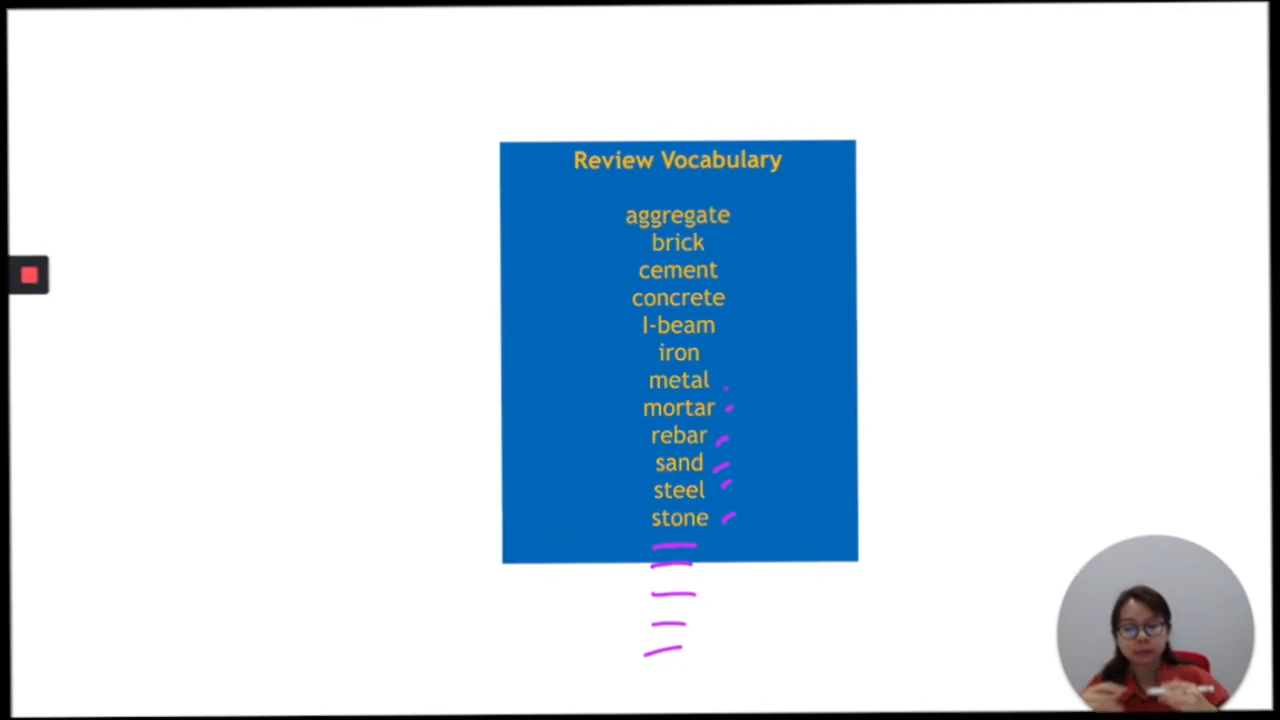 Review Vocabulary
aggregate
brick
cement
concrete
I-beam
iron
metal
mortar
rebar
sand
steel
stone